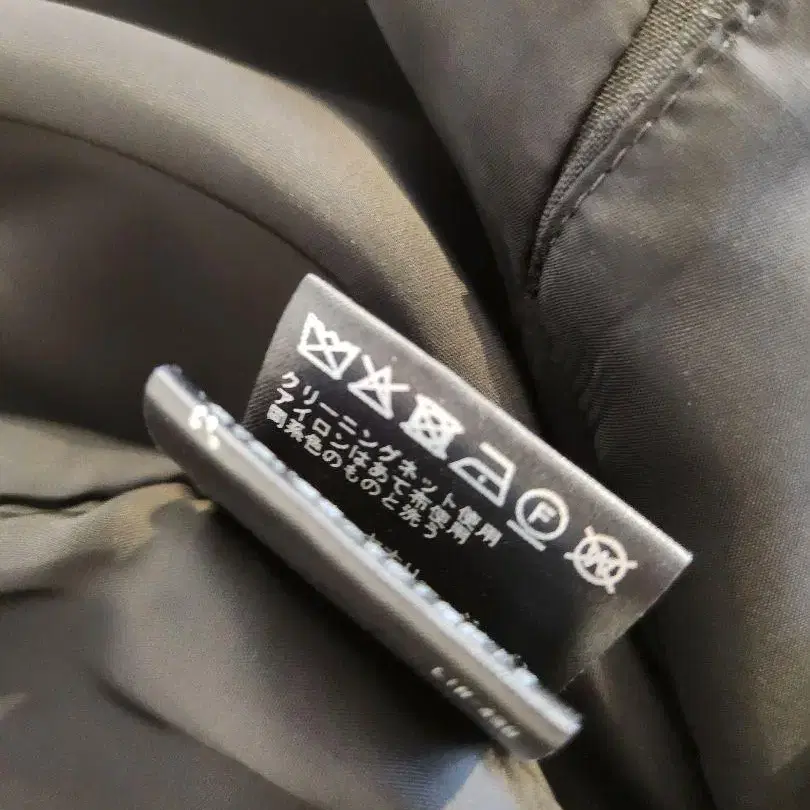 F
W
クリーニングネット使用
アイロンはあて布使用
同系色のものと洗う